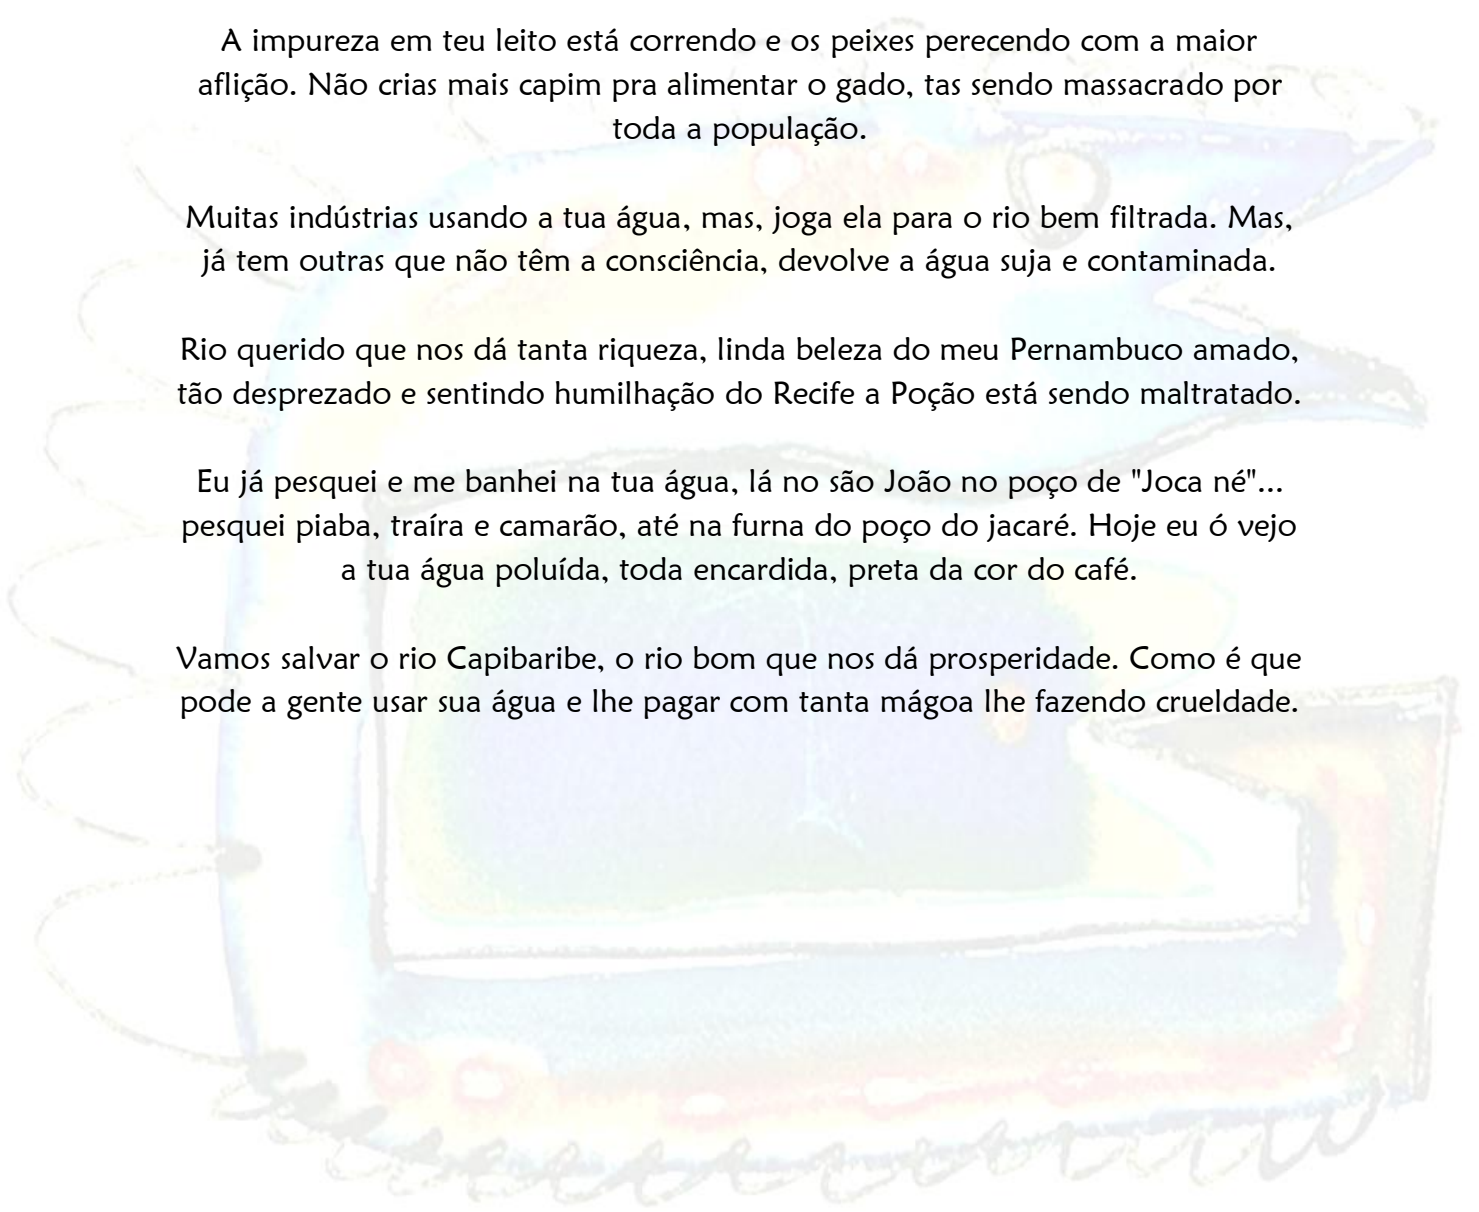 A impureza em teu leito está correndo e os peixes perecendo com a maior
aflição. Não crias mais capim pra alimentar o gado, tas sendo massacrado por
toda a população.
Muitas indústrias usando a tua água, mas, joga ela para o rio bem filtrada. Mas,
já tem outras que não têm a consciência, devolve a água suja e contaminada.
Rio querido que nos dá tanta riqueza, linda beleza do meu Pernambuco amado,
tão desprezado e sentindo humilhação do Recife a Poção está sendo maltratado.
Eu já pesquei e me banhei na tua água, lá no são João no poço de "Joca né"...
pesquei piaba, traíra e camarão, até na furna do poço do jacaré. Hoje eu ó vejo
a tua água poluída, toda encardida, preta da cor do café.
Vamos salvar o rio Capibaribe, o rio bom que nos dá prosperidade. Como é que
pode a gente usar sua água e lhe pagar com tanta mágoa lhe fazendo crueldade.